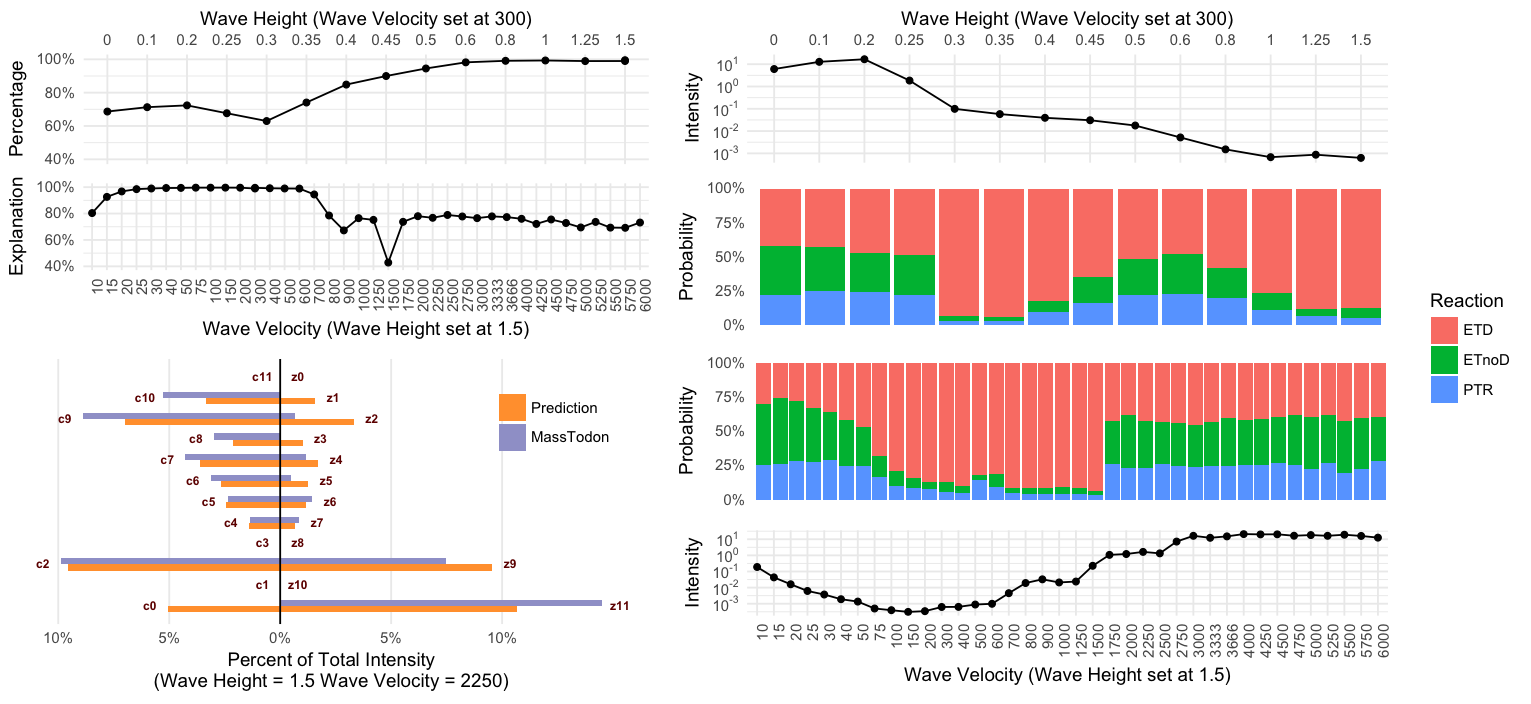 Wave Height (Wave Velocity set at 300)
0 0.1 0.2 0.25 0.3 0.35 0.4 0.45 0.5 0.6 0.8 1 1.25 1.5
Percentage
100%
80%
60%
40%
Explanation
100%
80%
60%
40%
10 15 20 25 30 40 50 75 100 150 200 300 400 500 600 700 800 900 1000 1250 1500 1750 2000 2250 2500 2750 3000 3333 3666 4000 4250 4500 4750 5000 5250 5500 5750 6000
Wave Velocity (Wave Height set at 1.5)
c11 z0
c10 z1
c9 z2
c8 z3
c7 z4
c6 z5
c5 z6
c4 z7
c3 z8
c2 z9
c1 z10
c0 z11
Prediction
MassTodon
10% 5% 0% 5% 10%
Percent of Total Intensity
(Wave Height = 1.5 Wave Velocity = 2250)
Wave Height (Wave Velocity set at 300)
0 0.1 0.2 0.25 0.3 0.35 0.4 0.45 0.5 0.6 0.8 1 1.25 1.5
Intensity
10¹
10⁰
10⁻¹
10⁻²
10⁻³
Probability
100%
75%
50%
25%
0%
Probability
100%
75%
50%
25%
0%
Intensity
10¹
10⁰
10⁻¹
10⁻²
10⁻³
10 15 20 25 30 40 50 75 100 150 200 300 400 500 600 700 800 900 1000 1250 1500 1750 2000 2250 2500 2750 3000 3333 3666 4000 4250 4500 4750 5000 5250 5500 5750 6000
Wave Velocity (Wave Height set at 1.5)
Reaction
ETD
ETnoD
PTR